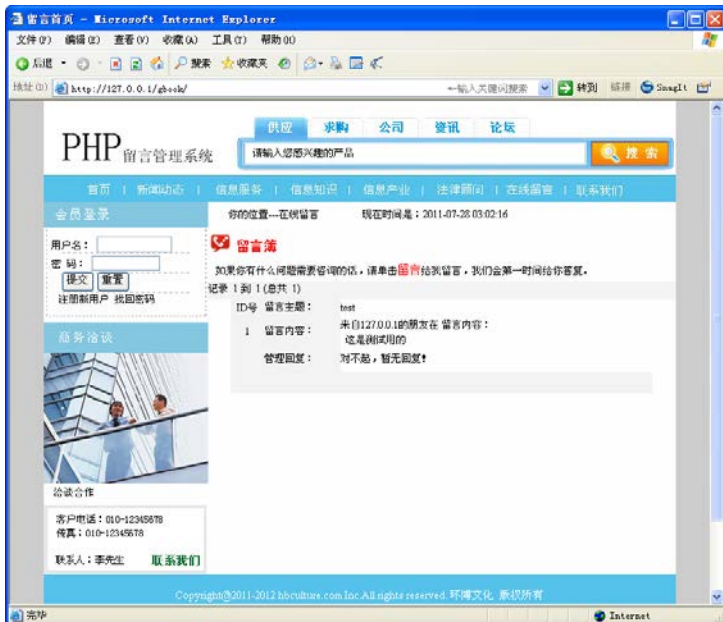 留言首页 - Microsoft Internet Explorer
文件(F) 编辑(E) 查看(V) 收藏(A) 工具(T) 帮助(H)
后退 搜索 收藏夹
地址(D) http://127.0.0.1/gbook/ 输入关键词搜索 转到 链接 SnagIt
供应 求购 公司 资讯 论坛
PHP留言管理系统 请输入您感兴趣的产品 搜索
首页 | 新闻动态 | 信息服务 | 信息知识 | 信息产业 | 法律顾问 | 在线留言 | 联系我们
会员登录
用户名：
密 码：
提交 重置
注册新用户 找回密码
商务洽谈
洽谈合作
客户电话：010-12345678
传真：010-12345678
联系人：李先生 联系我们
你的位置---在线留言 现在时间是：2011-07-28 03:02:16
留言簿
如果你有什么问题需要咨询的话，请单击留言给我留言，我们会第一时间给你答复。
记录 1 到 1 (总共 1)
ID号 留言主题： test
1 留言内容： 来自127.0.0.1的朋友在 留言内容：
这是测试用的
管理回复： 对不起，暂无回复!
Copyright@2011-2012 hbculture.com Inc.All rights reserved. 环博文化 版权所有
完毕 Internet